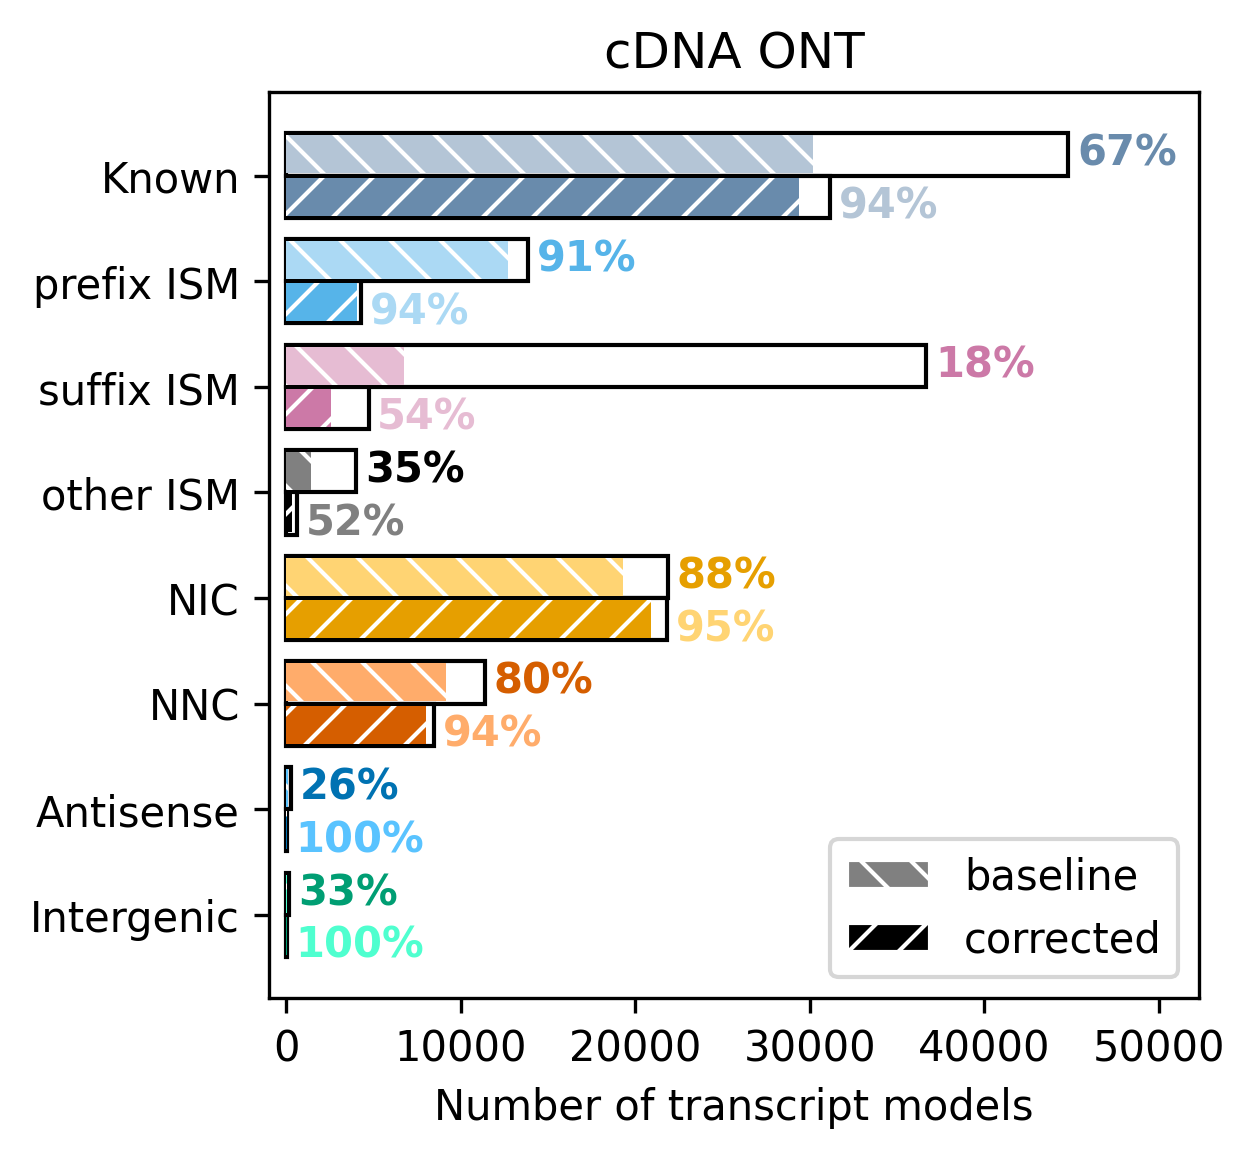 cDNA ONT
Known
67%
94%
prefix ISM
91%
94%
suffix ISM
18%
54%
other ISM
35%
52%
NIC
88%
95%
NNC
80%
94%
Antisense
26%
100%
Intergenic
33%
100%
baseline
corrected
0 10000 20000 30000 40000 50000
Number of transcript models